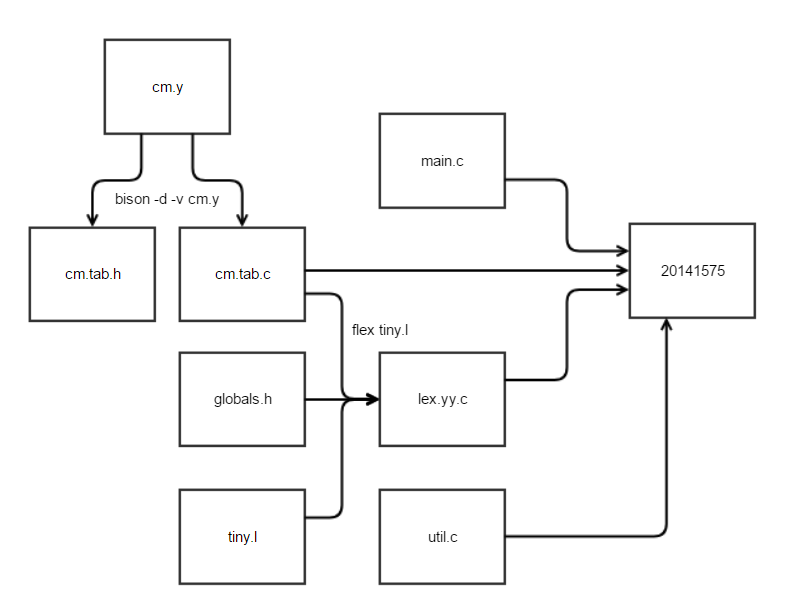 cm.y
main.c
bison -d -v cm.y
cm.tab.h
cm.tab.c
20141575
flex tiny.l
globals.h
lex.yy.c
tiny.l
util.c